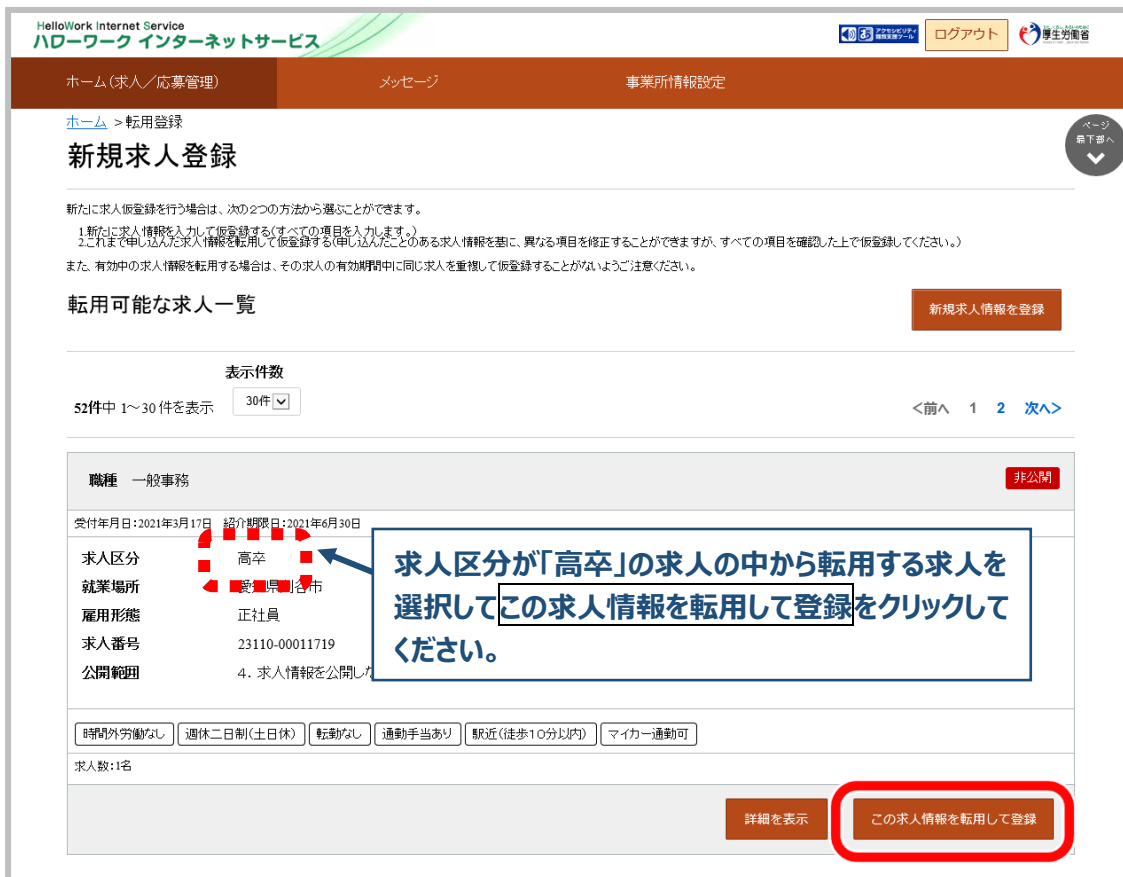 HelloWork Internet Service
ハローワーク インターネットサービス
アクセシビリティ
閲覧支援ツール
ログアウト
厚生労働省
ホーム(求人/応募管理)
メッセージ
事業所情報設定
ホーム >転用登録
ページ
最下部へ
新規求人登録
新たに求人仮登録を行う場合は、次の2つの方法から選ぶことができます。
1.新たに求人情報を入力して仮登録する(すべての項目を入力します。)
2.これまで申し込んだ求人情報を転用して仮登録する(申し込んだことのある求人情報を基に、異なる項目を修正することができますが、すべての項目を確認した上で仮登録してください。)
また、有効中の求人情報を転用する場合は、その求人の有効期間中に同じ求人を重複して仮登録することがないようご注意ください。
転用可能な求人一覧
新規求人情報を登録
表示件数
52件中 1～30 件を表示
30件
<前へ 1 2 次へ>
職種 一般事務
非公開
受付年月日:2021年3月17日 紹介期限日:2021年6月30日
求人区分 高卒
就業場所 愛知県刈谷市
雇用形態 正社員
求人番号 23110-00011719
公開範囲 4．求人情報を公開しな
求人区分が「高卒」の求人の中から転用する求人を
選択してこの求人情報を転用して登録をクリックして
ください。
時間外労働なし 週休二日制(土日休) 転勤なし 通勤手当あり 駅近(徒歩10分以内) マイカー通勤可
求人数:1名
詳細を表示
この求人情報を転用して登録